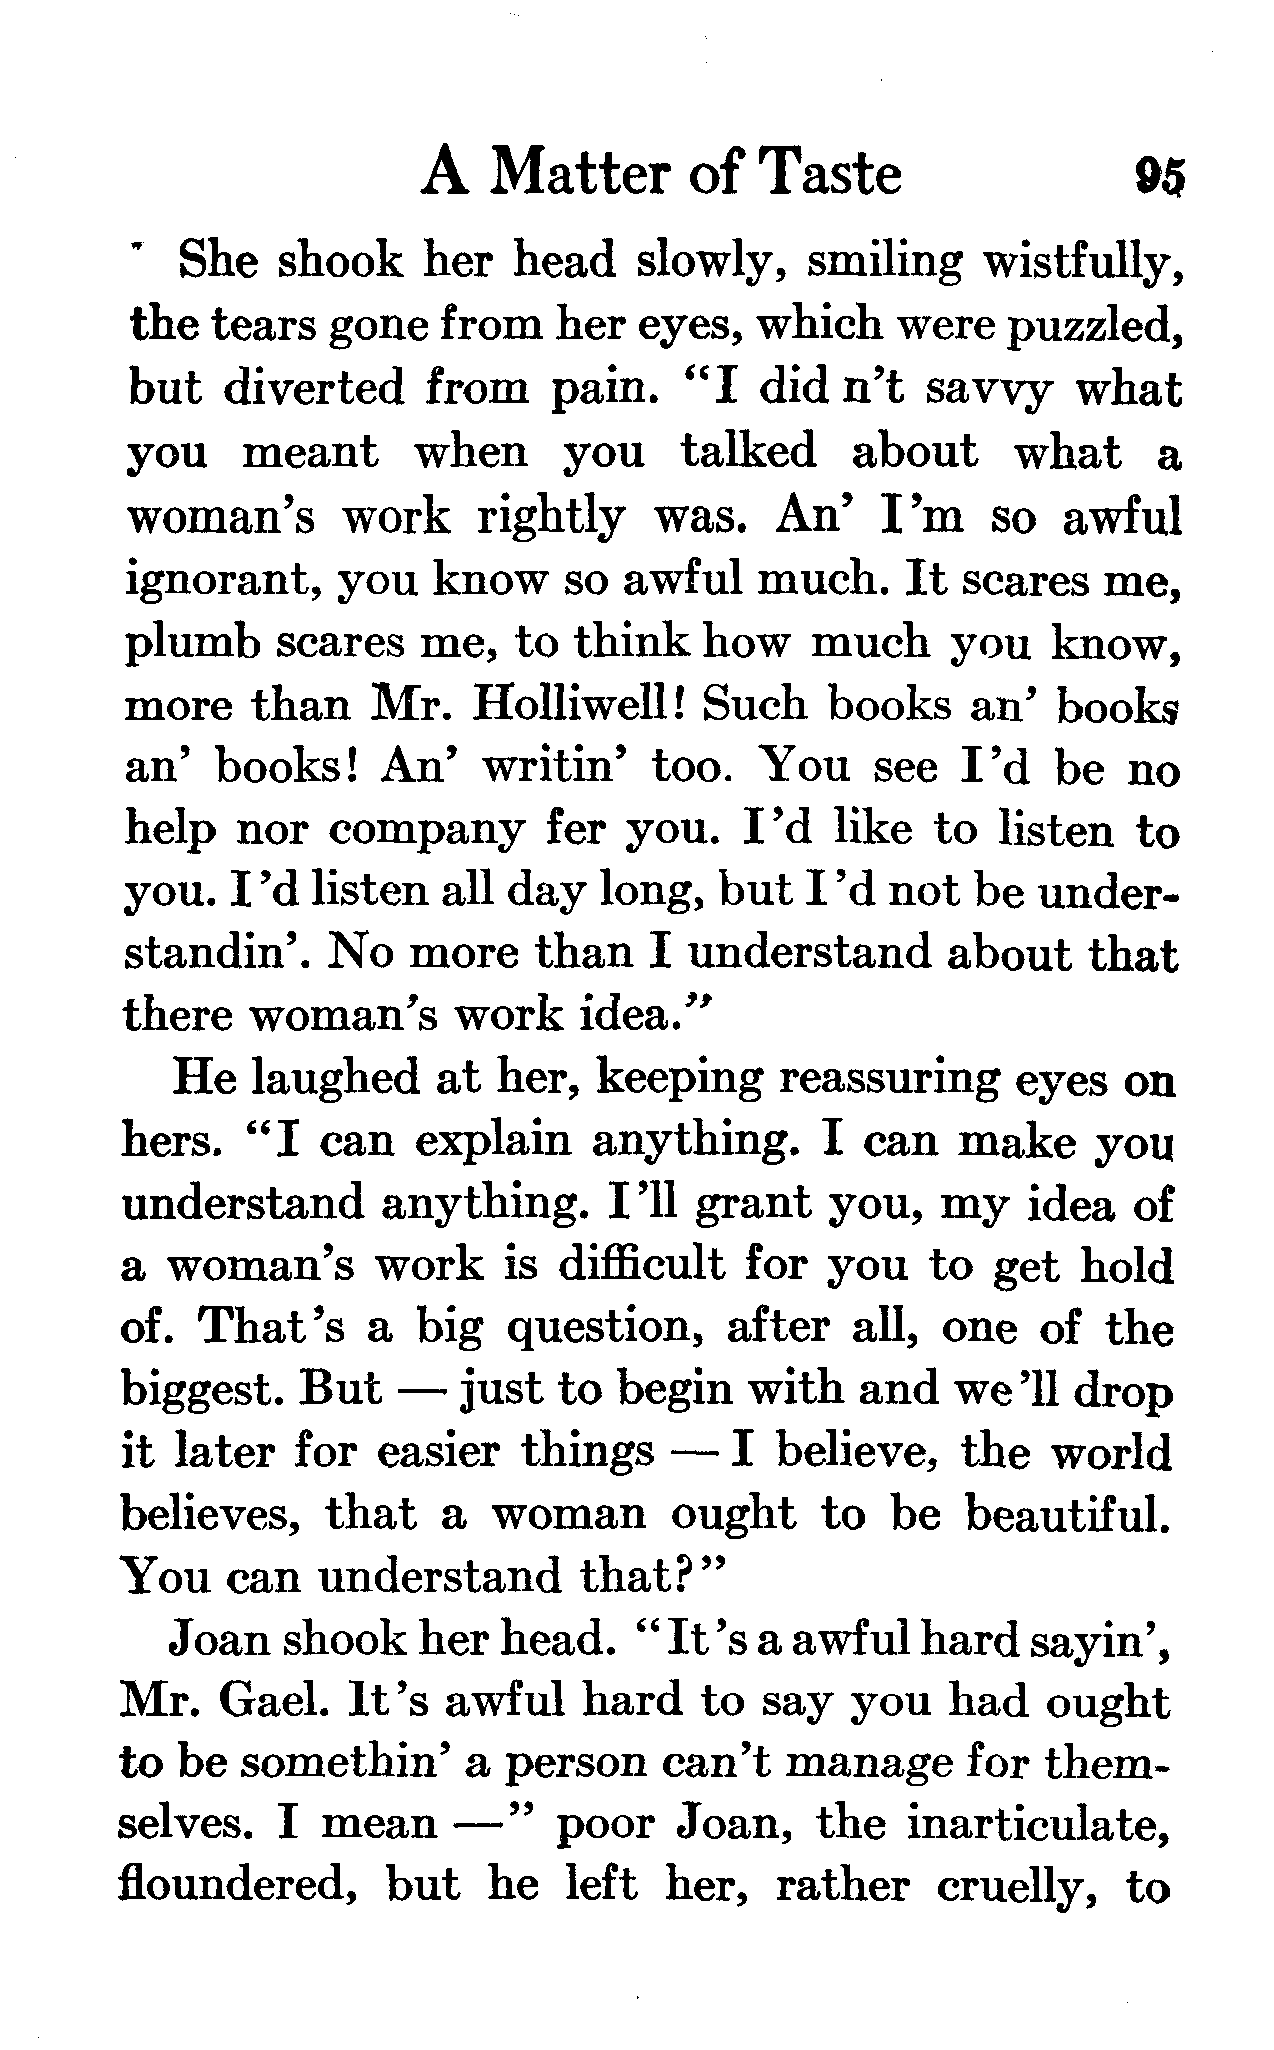 A Matter of Taste 95
She shook her head slowly, smiling wistfully,
the tears gone from her eyes, which were puzzled,
but diverted from pain. "I did n't savvy what
you meant when you talked about what a
woman's work rightly was. An' I'm so awful
ignorant, you know so awful much. It scares me,
plumb scares me, to think how much you know,
more than Mr. Holliwell! Such books an' books
an' books! An' writin' too. You see I'd be no
help nor company fer you. I'd like to listen to
you. I'd listen all day long, but I'd not be under-
standin'. No more than I understand about that
there woman's work idea."
He laughed at her, keeping reassuring eyes on
hers. "I can explain anything. I can make you
understand anything. I'll grant you, my idea of
a woman's work is difficult for you to get hold
of. That's a big question, after all, one of the
biggest. But — just to begin with and we'll drop
it later for easier things — I believe, the world
believes, that a woman ought to be beautiful.
You can understand that?"
Joan shook her head. "It's a awful hard sayin',
Mr. Gael. It's awful hard to say you had ought
to be somethin' a person can't manage for them-
selves. I mean —" poor Joan, the inarticulate,
floundered, but he left her, rather cruelly, to